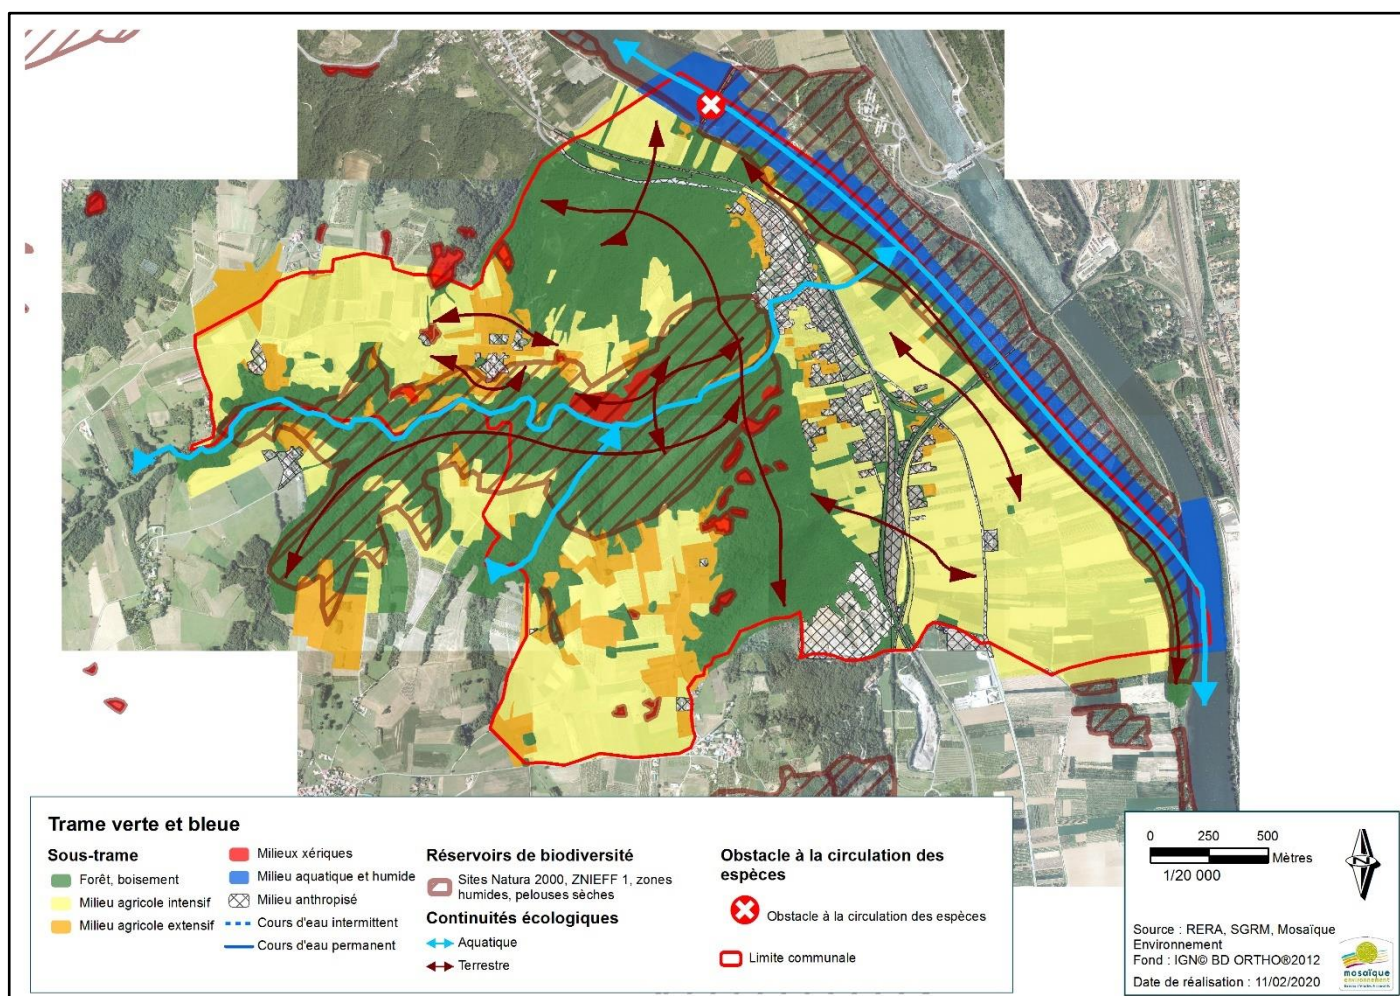 Trame verte et bleue
Sous-trame
Forêt, boisement
Milieu agricole intensif
Milieu agricole extensif
Milieux xériques
Milieu aquatique et humide
Milieu anthropisé
Cours d'eau intermittent
Cours d'eau permanent
Réservoirs de biodiversité
Sites Natura 2000, ZNIEFF 1, zones
humides, pelouses sèches
Continuités écologiques
Aquatique
Terrestre
Obstacle à la circulation des
espèces
Obstacle à la circulation des espèces
Limite communale
0 250 500
Mètres
1/20 000
N
Source : RERA, SGRM, Mosaïque
Environnement
Fond : IGN© BD ORTHO®2012
Date de réalisation : 11/02/2020
mosaïque
environnement